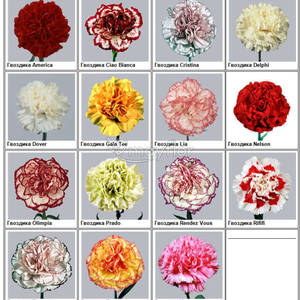 Гвоздика America
Гвоздика Ciao Bianca
Гвоздика Cristina
Гвоздика Delphi
Гвоздика Dover
Гвоздика Gala Tee
Гвоздика Lia
Гвоздика Nelson
Гвоздика Olimpia
Гвоздика Prado
Гвоздика Rendez Vous
Гвоздика Rififi